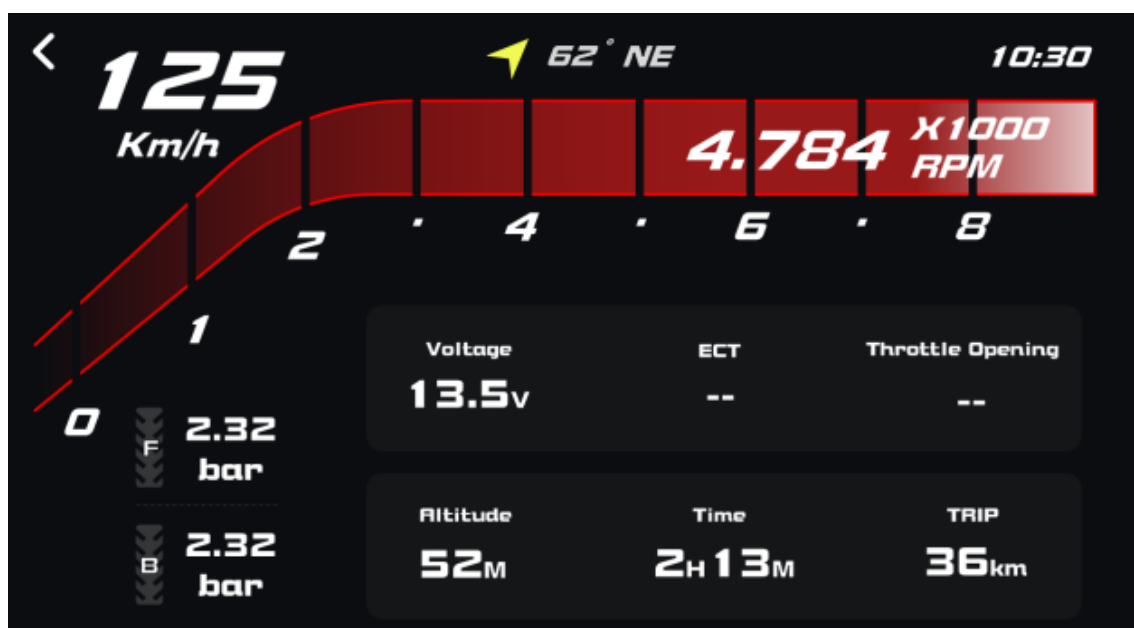 125
Km/h
62° NE
10:30
4.784 X1000 RPM
0
1
2
4
6
8
Voltage
13.5V
ECT
--
Throttle Opening
--
F
2.32
bar
B
2.32
bar
Altitude
52M
Time
2H13M
TRIP
36km